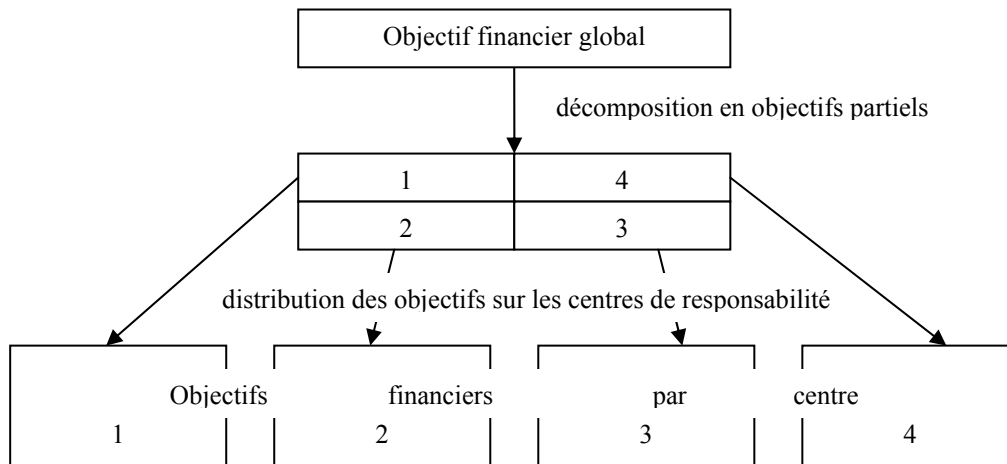 Objectif financier global
décomposition en objectifs partiels
1 4
2 3
distribution des objectifs sur les centres de responsabilité
Objectifs financiers par centre
1 2 3 4